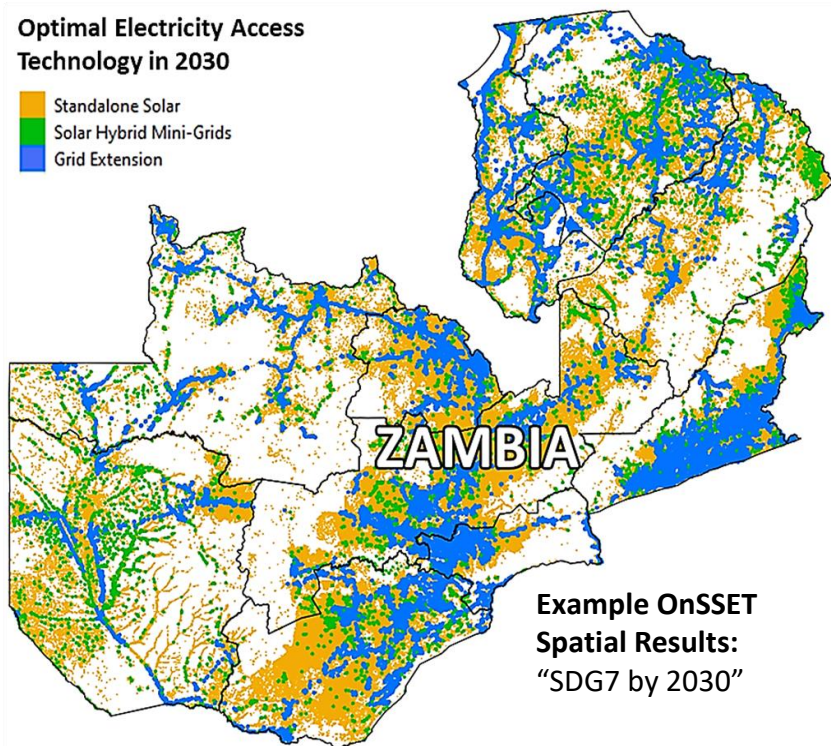 Optimal Electricity Access
Technology in 2030
Standalone Solar
Solar Hybrid Mini-Grids
Grid Extension
ZAMBIA
Example OnSSET
Spatial Results:
“SDG7 by 2030”